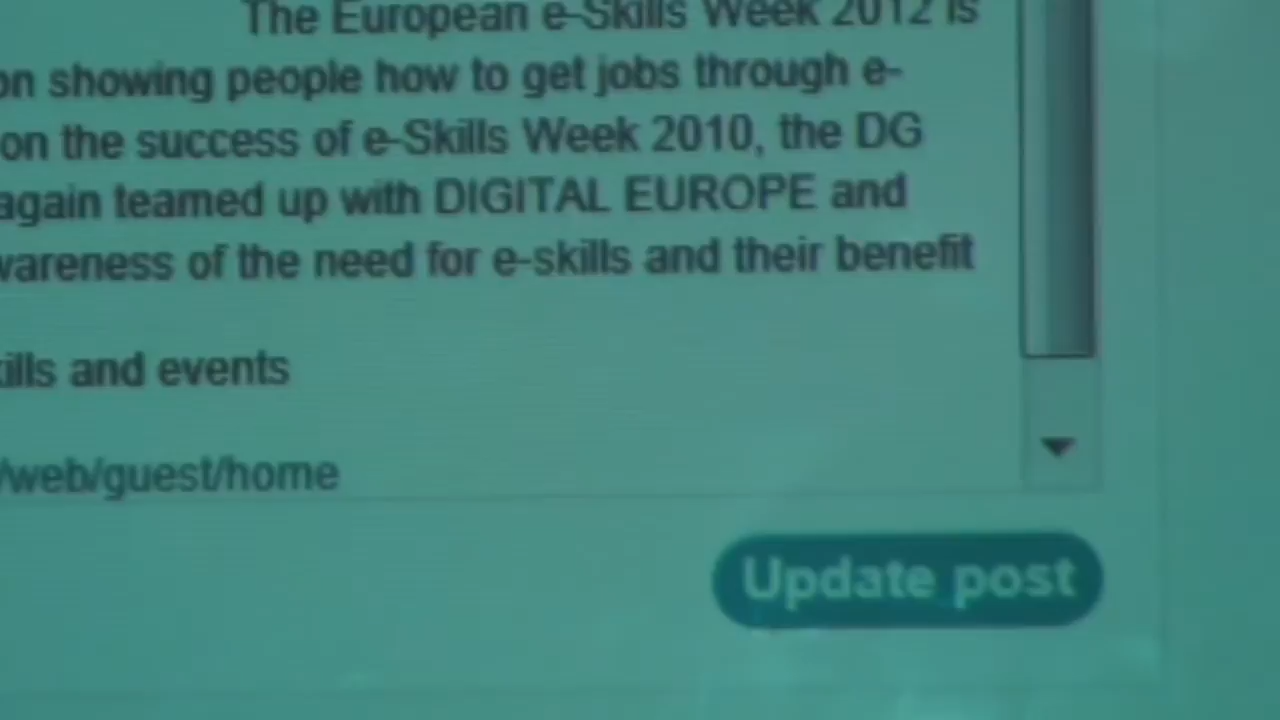 The European e-Skills Week 2012 is
on showing people how to get jobs through e-
on the success of e-Skills Week 2010, the DG
again teamed up with DIGITAL EUROPE and
wareness of the need for e-skills and their benefit
kills and events
/web/guest/home
Update post